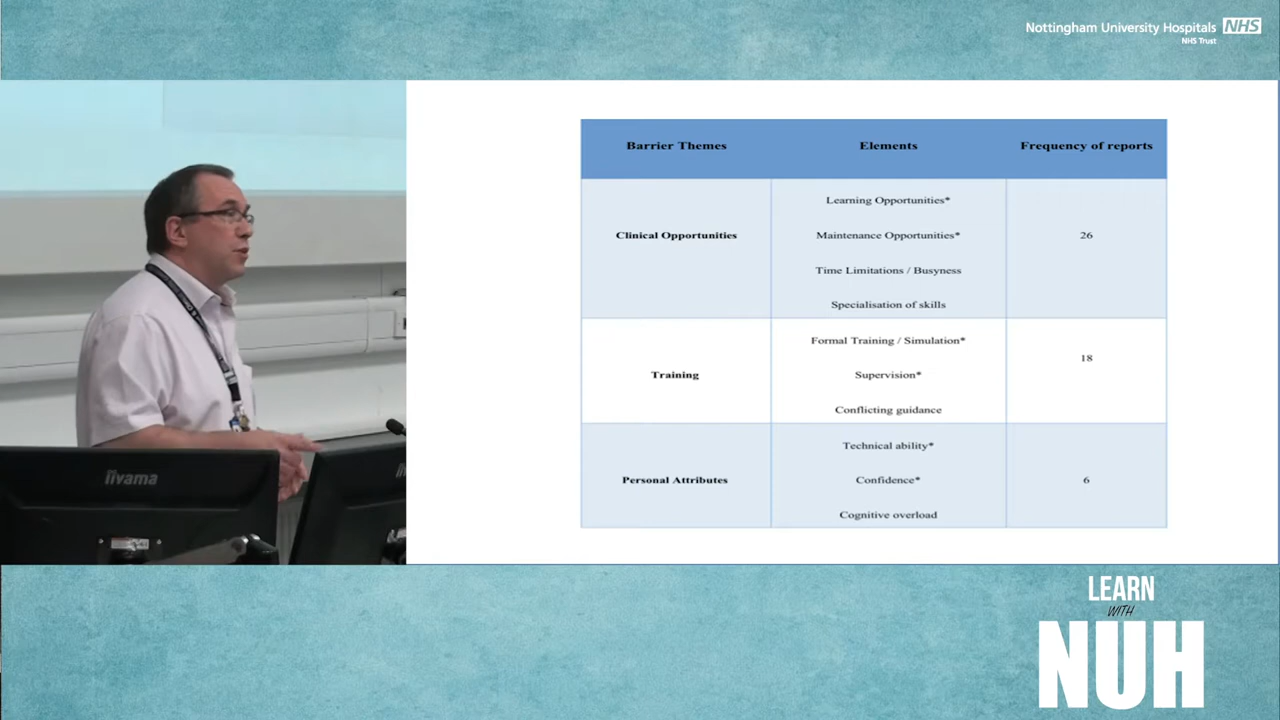 Nottingham University Hospitals NHS
NHS Trust
Barrier Themes Elements Frequency of reports
Clinical Opportunities
Learning Opportunities*
Maintenance Opportunities*
Time Limitations / Busyness
Specialisation of skills
26
Training
Formal Training / Simulation*
Supervision*
Conflicting guidance
18
Personal Attributes
Technical ability*
Confidence*
Cognitive overload
6
iiyama
LEARN
WITH
NUH